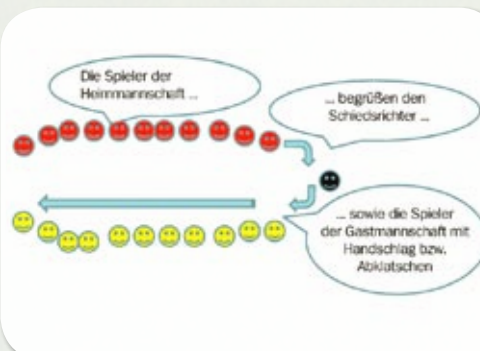 Die Spieler der
Heimmannschaft ...
... begrüßen den
Schiedsrichter ...
... sowie die Spieler
der Gastmannschaft mit
Handschlag bzw.
Abklatschen